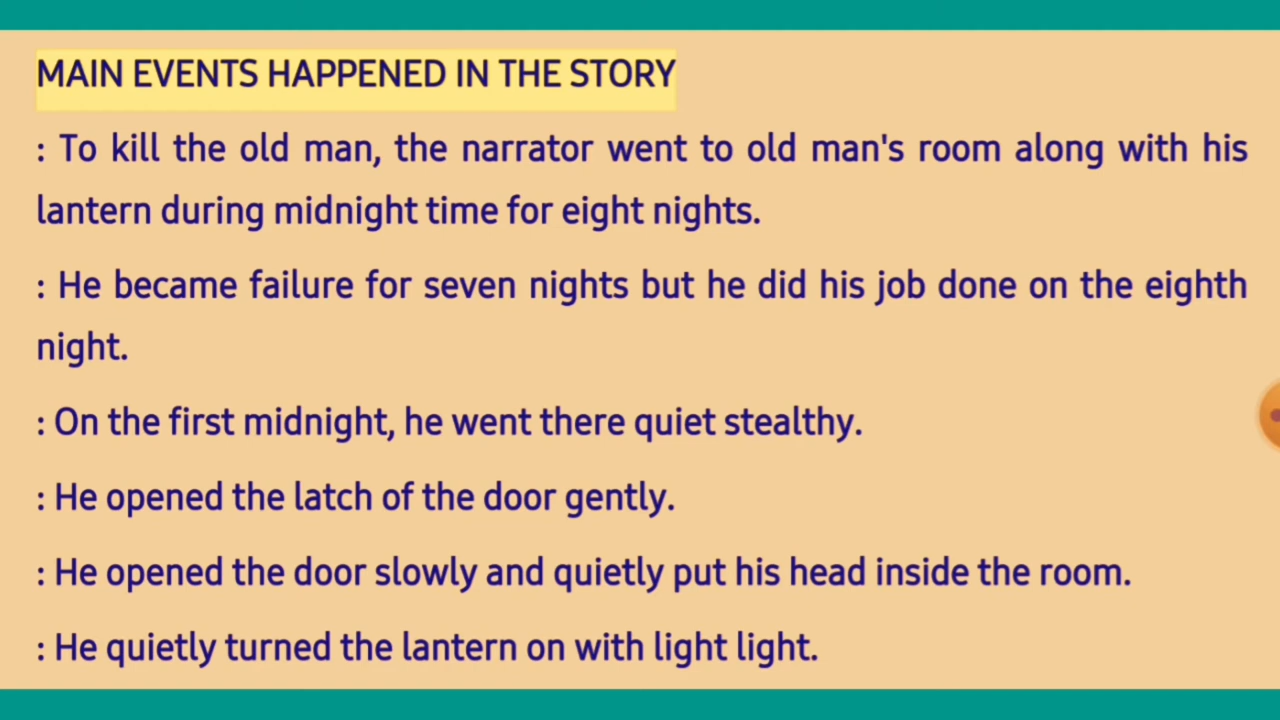 MAIN EVENTS HAPPENED IN THE STORY
: To kill the old man, the narrator went to old man's room along with his
lantern during midnight time for eight nights.
: He became failure for seven nights but he did his job done on the eighth
night.
: On the first midnight, he went there quiet stealthy.
: He opened the latch of the door gently.
: He opened the door slowly and quietly put his head inside the room.
: He quietly turned the lantern on with light light.